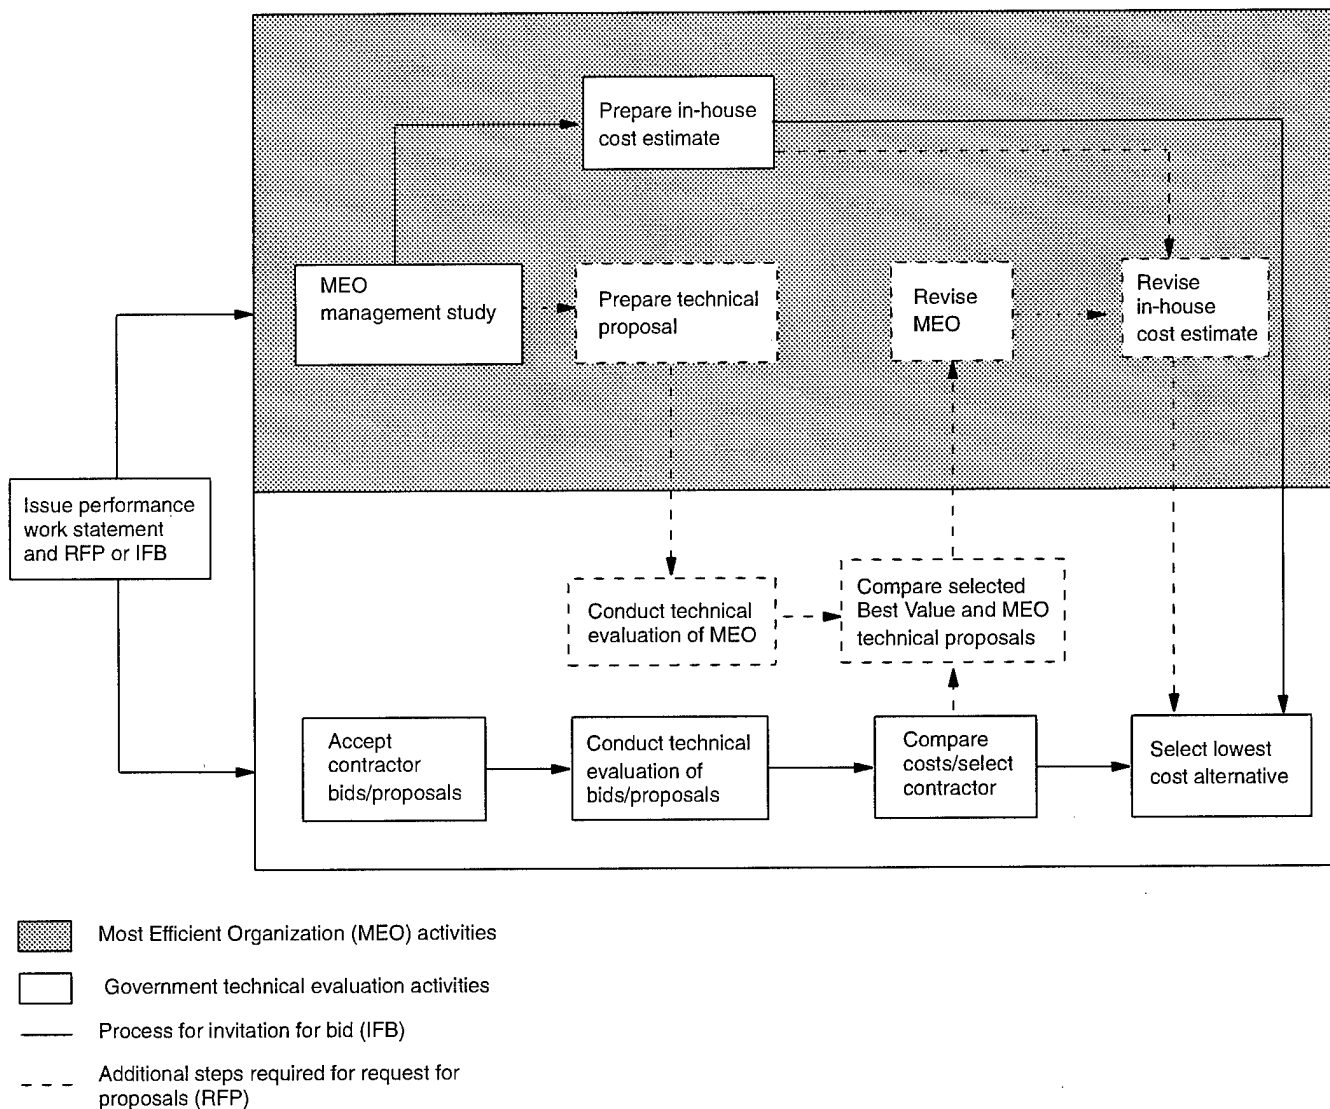 Prepare in-house
cost estimate
MEO
management study
Prepare technical
proposal
Revise
MEO
Revise
in-house
cost estimate
Issue performance
work statement
and RFP or IFB
Conduct technical
evaluation of MEO
Compare selected
Best Value and MEO
technical proposals
Accept
contractor
bids/proposals
Conduct technical
evaluation of
bids/proposals
Compare
costs/select
contractor
Select lowest
cost alternative
Most Efficient Organization (MEO) activities
Government technical evaluation activities
Process for invitation for bid (IFB)
Additional steps required for request for
proposals (RFP)